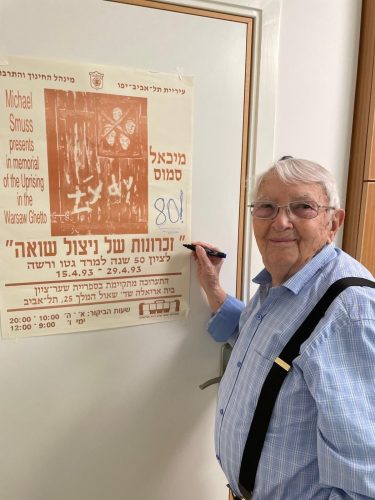 עיריית תל-אביב-יפו
מינהל החינוך והתרב
Michael
Smuss
presents
in memorial
of the Uprising
in the
Warsaw Ghetto
żydy
מיכאל
סמוס
80!
"זכרונות של ניצול שואה"
לציון 50 שנה למרד גטו ורשה
15.4.93 - 29.4.93
התערוכה מתקיימת בספריית שער-ציון
בית אריאלה שד' שאול המלך 25, תל-אביב
שעות הביקור: א' - ה' 10:00 - 20:00
יום ו' 9:00 - 12:00